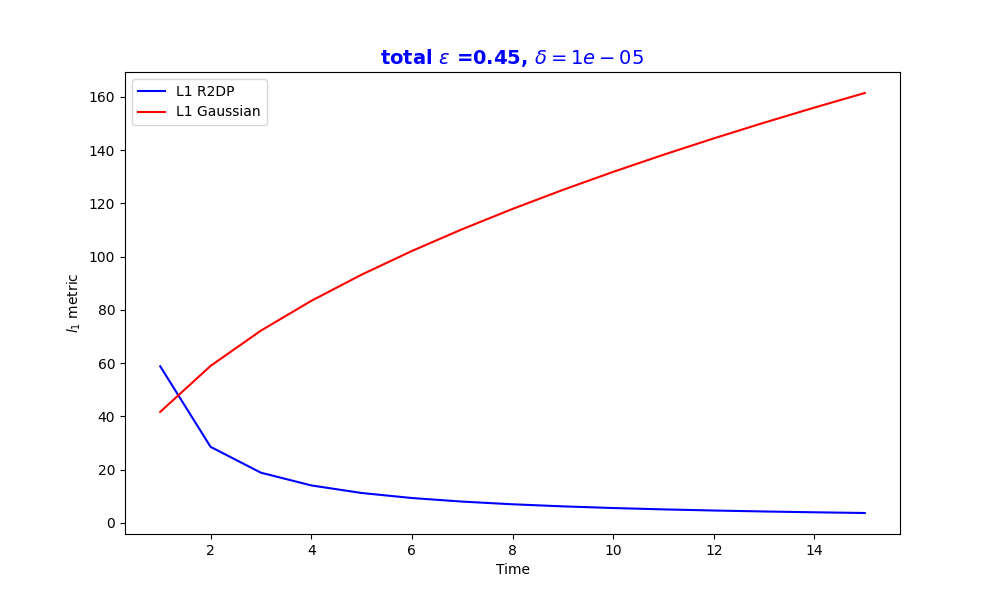 total ε =0.45, δ = 1e − 05
L1 R2DP
L1 Gaussian
160
140
120
100
80
60
40
20
0
l₁ metric
2 4 6 8 10 12 14
Time